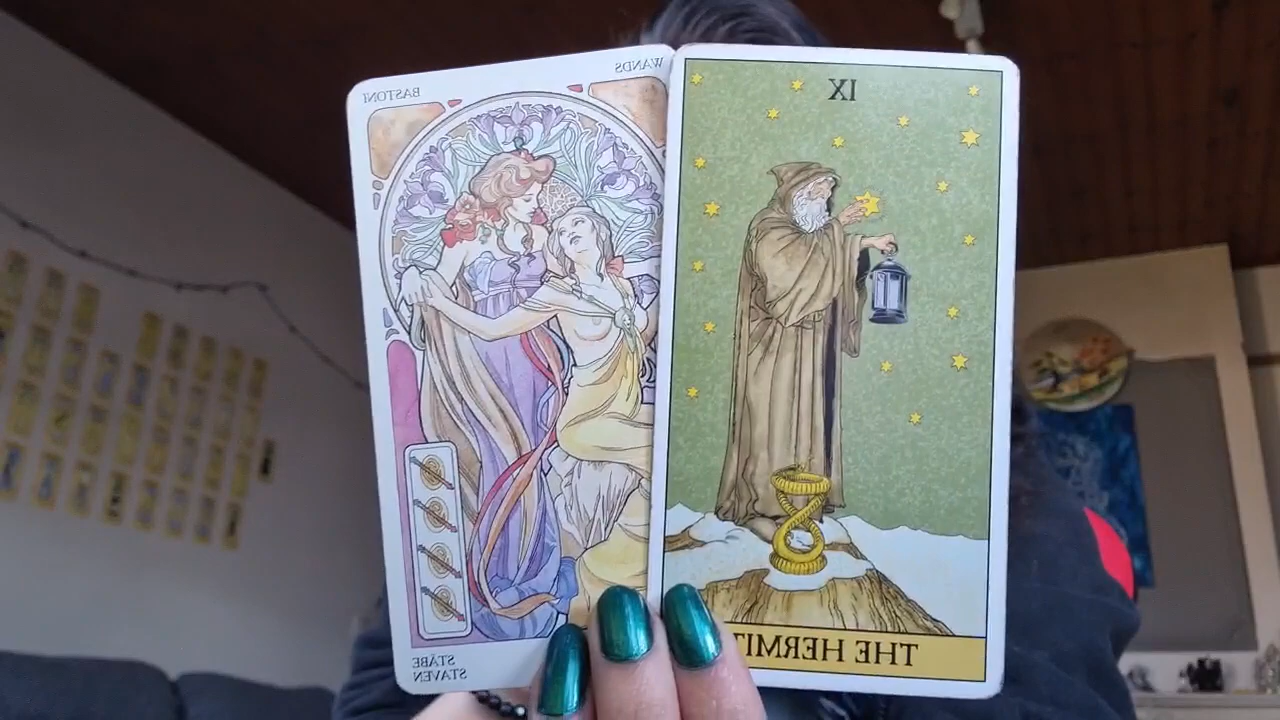 WANDS
BASTONI
IX
THE HERMIT
STÄBE
STAVEN